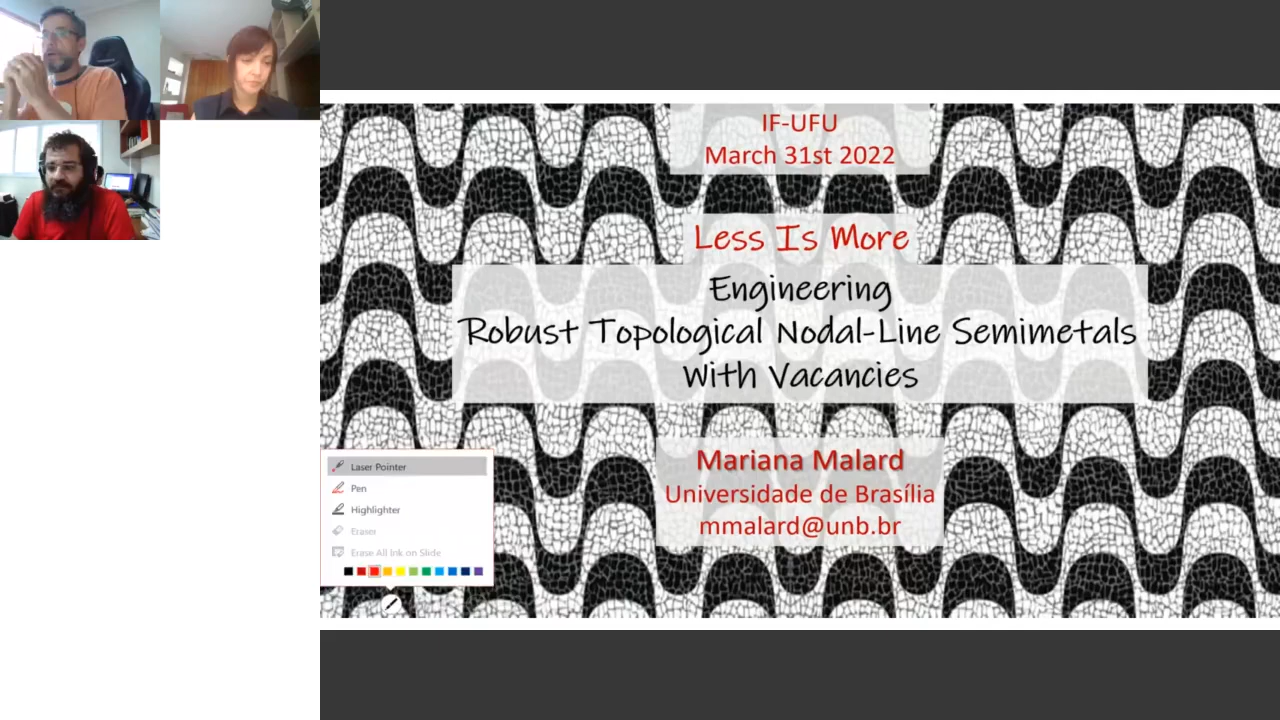 IF-UFU
March 31st 2022
Less Is More
Engineering
Robust Topological Nodal-Line Semimetals
With Vacancies
Mariana Malard
Universidade de Brasília
mmalard@unb.br
Laser Pointer
Pen
Highlighter
Eraser
Erase All Ink on Slide